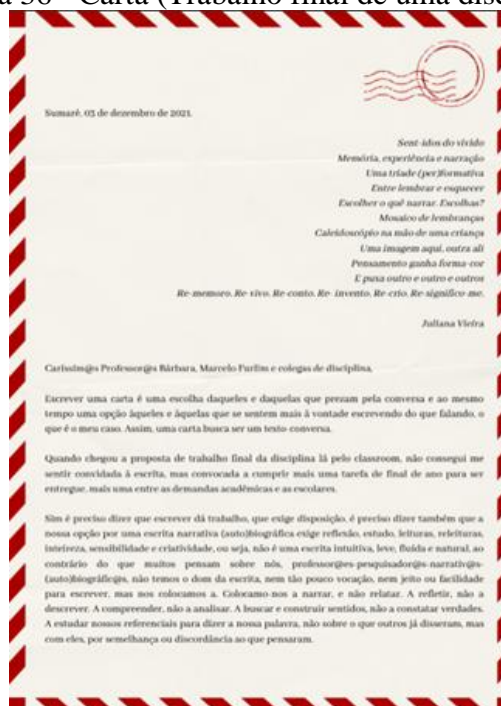 a 36 - Carta (Trabalho final de uma disc
Sumaré, 03 de dezembro de 2021.
Sent-idos do vivido
Memória, experiência e narração
Uma tríade (per)formativa
Entre lembrar e esquecer
Escolher o quê narrar. Escolhas?
Mosaico de lembranças
Caleidoscópio na mão de uma criança
Uma imagem aqui, outra ali
Pensamento ganha forma-cor
E puxa outro e outro e outros
Re-memoro. Re-vivo. Re-conto. Re- invento. Re-crio. Re-significo-me.
Juliana Vieira
Caríssim@s Professor@s Bárbara, Marcelo Furlim e colegas de disciplina,
Escrever uma carta é uma escolha daqueles e daquelas que prezam pela conversa e ao mesmo
tempo uma opção àqueles e àquelas que se sentem mais à vontade escrevendo do que falando, o
que é o meu caso. Assim, uma carta busca ser um texto-conversa.
Quando chegou a proposta de trabalho final da disciplina lá pelo classroom, não consegui me
sentir convidada à escrita, mas convocada a cumprir mais uma tarefa de final de ano para ser
entregue, mais uma entre as demandas acadêmicas e as escolares.
Sim é preciso dizer que escrever dá trabalho, que exige disposição, é preciso dizer também que a
nossa opção por uma escrita narrativa (auto)biográfica exige reflexão, estudo, leituras, releituras,
inteireza, sensibilidade e criatividade, ou seja, não é uma escrita intuitiva, leve, fluída e natural, ao
contrário do que muitos pensam sobre nós, professor@es-pesquisador@s-narrativ@s-
(auto)biográfic@s, não temos o dom da escrita, nem tão pouco vocação, nem jeito ou facilidade
para escrever, mas nos colocamos a. Colocamo-nos a narrar, e não relatar. A refletir, não a
descrever. A compreender, não a analisar. A buscar e construir sentidos, não a constatar verdades.
A estudar nossos referenciais para dizer a nossa palavra, não sobre o que outros já disseram, mas
com eles, por semelhança ou discordância ao que pensaram.